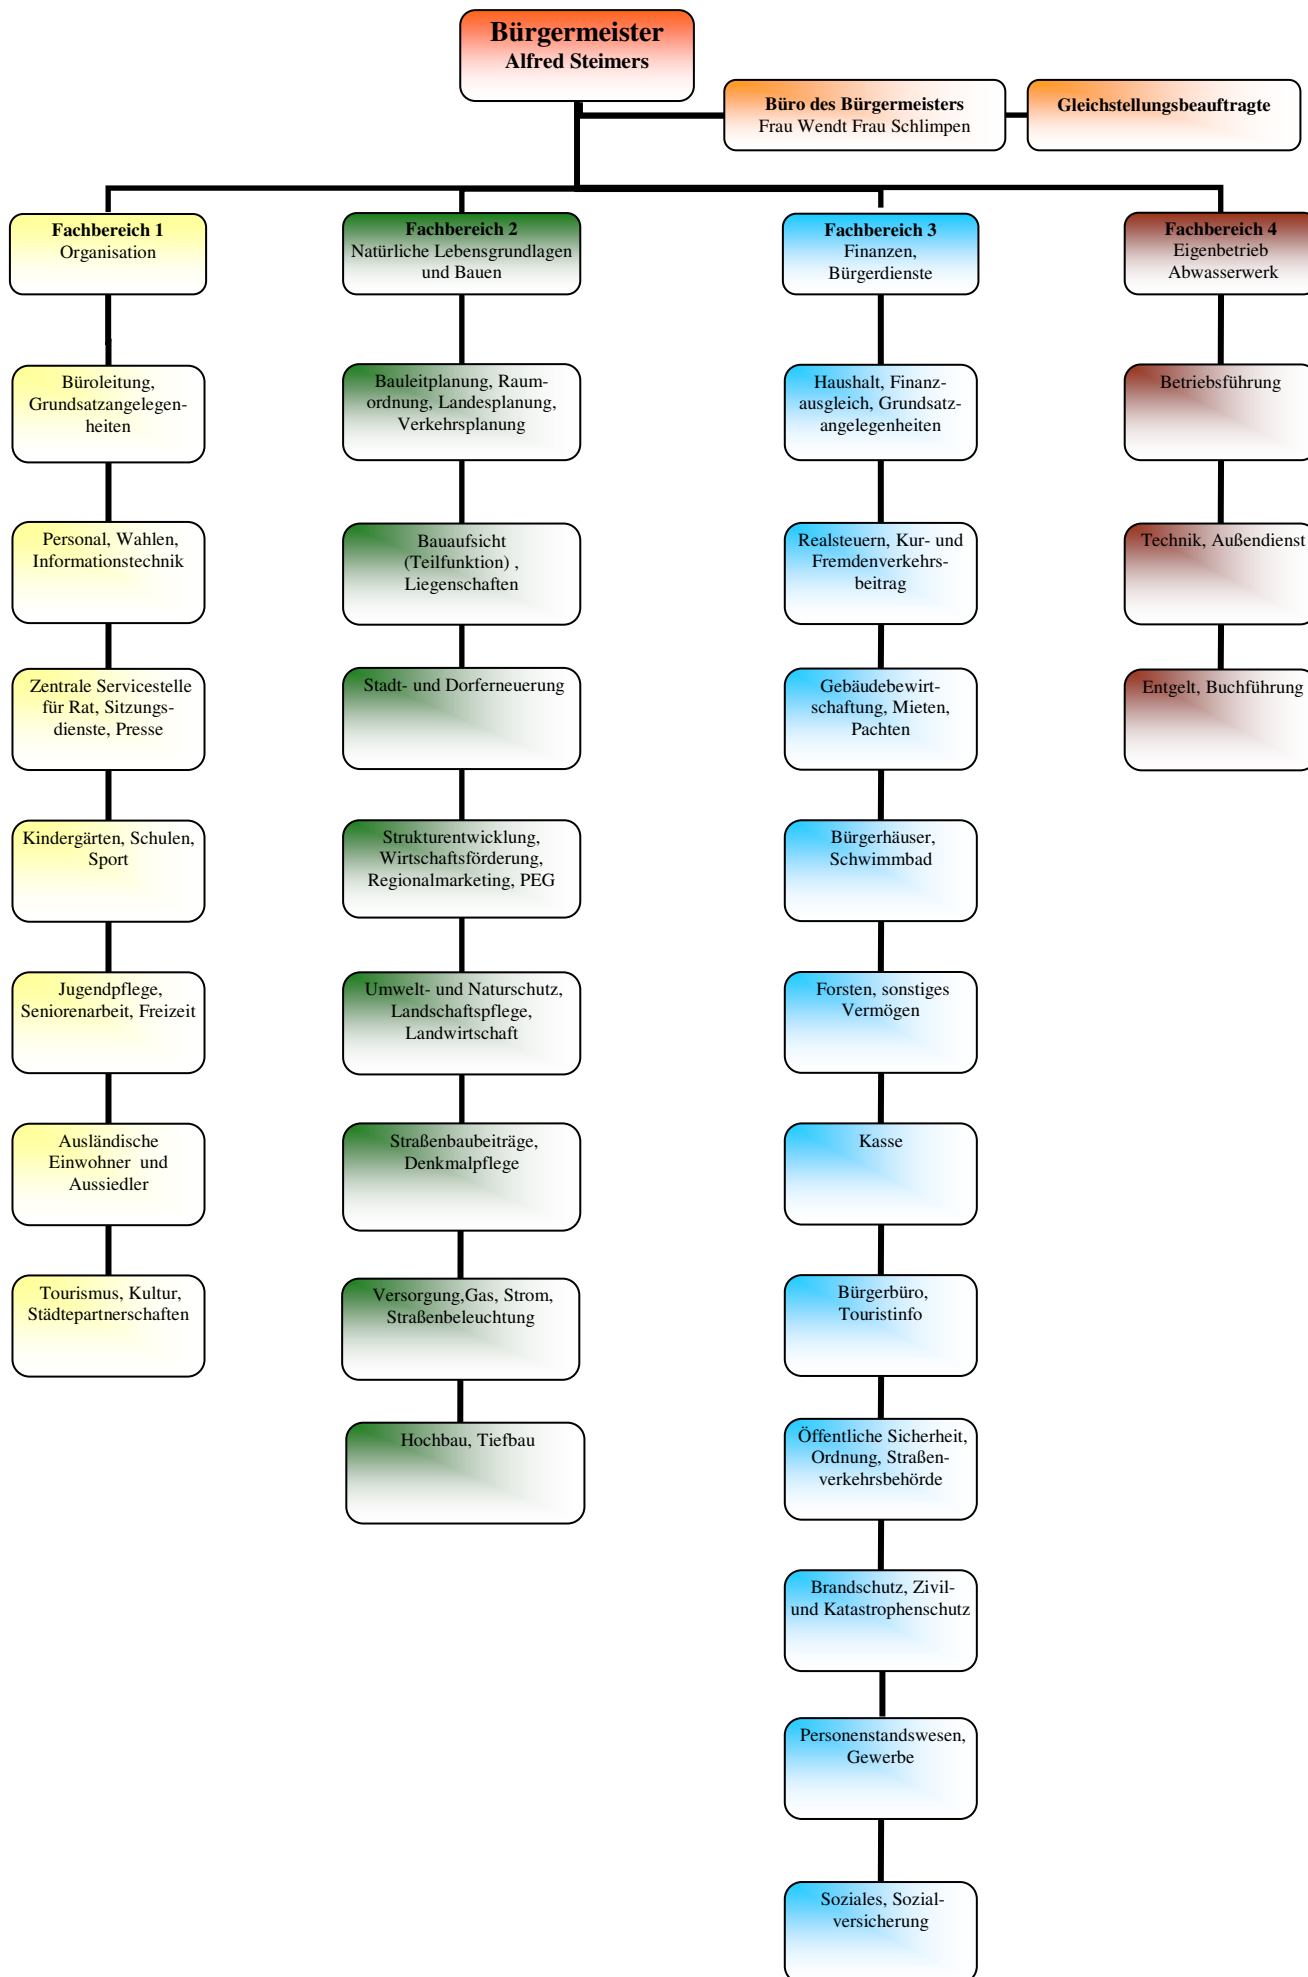 Bürgermeister
Alfred Steimers
Büro des Bürgermeisters
Frau Wendt Frau Schlimpen
Gleichstellungsbeauftragte
Fachbereich 1
Organisation
Büroleitung,
Grundsatzangelegen-
heiten
Personal, Wahlen,
Informationstechnik
Zentrale Servicestelle
für Rat, Sitzungs-
dienste, Presse
Kindergärten, Schulen,
Sport
Jugendpflege,
Seniorenarbeit, Freizeit
Ausländische
Einwohner und
Aussiedler
Tourismus, Kultur,
Städtepartnerschaften
Fachbereich 2
Natürliche Lebensgrundlagen
und Bauen
Bauleitplanung, Raum-
ordnung, Landesplanung,
Verkehrsplanung
Bauaufsicht
(Teilfunktion) ,
Liegenschaften
Stadt- und Dorferneuerung
Strukturentwicklung,
Wirtschaftsförderung,
Regionalmarketing, PEG
Umwelt- und Naturschutz,
Landschaftspflege,
Landwirtschaft
Straßenbaubeiträge,
Denkmalpflege
Versorgung,Gas, Strom,
Straßenbeleuchtung
Hochbau, Tiefbau
Fachbereich 3
Finanzen,
Bürgerdienste
Haushalt, Finanz-
ausgleich, Grundsatz-
angelegenheiten
Realsteuern, Kur- und
Fremdenverkehrs-
beitrag
Gebäudebewirt-
schaftung, Mieten,
Pachten
Bürgerhäuser,
Schwimmbad
Forsten, sonstiges
Vermögen
Kasse
Bürgerbüro,
Touristinfo
Öffentliche Sicherheit,
Ordnung, Straßen-
verkehrsbehörde
Brandschutz, Zivil-
und Katastrophenschutz
Personenstandswesen,
Gewerbe
Soziales, Sozial-
versicherung
Fachbereich 4
Eigenbetrieb
Abwasserwerk
Betriebsführung
Technik, Außendienst
Entgelt, Buchführung